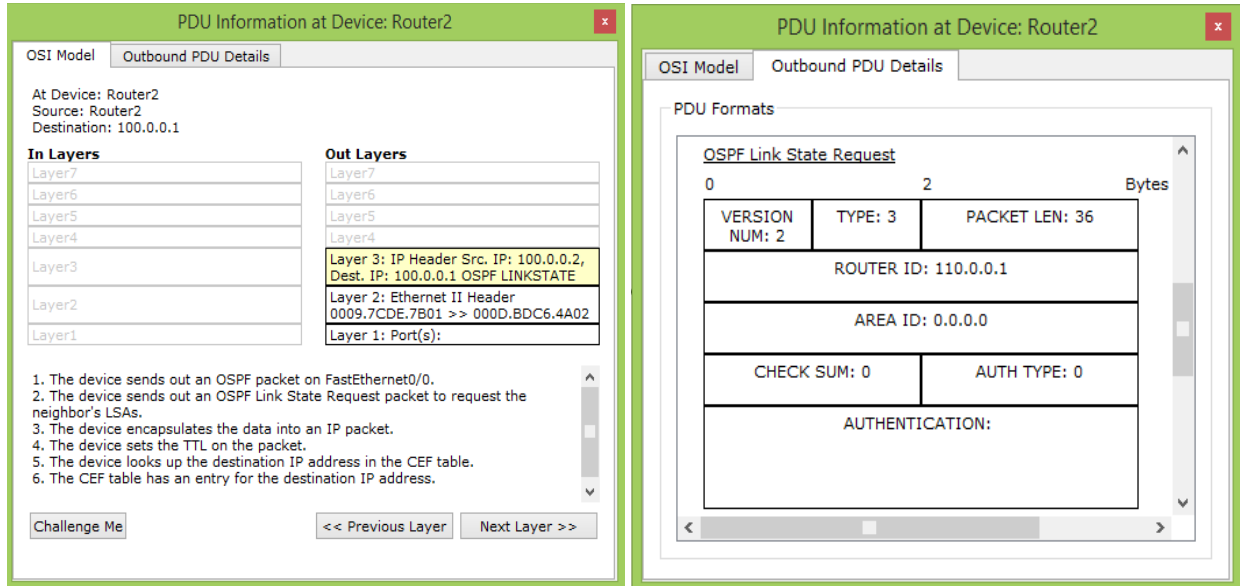 PDU Information at Device: Router2
x
OSI Model
Outbound PDU Details
At Device: Router2
Source: Router2
Destination: 100.0.0.1
In Layers
Layer7
Layer6
Layer5
Layer4
Layer3
Layer2
Layer1
Out Layers
Layer7
Layer6
Layer5
Layer4
Layer 3: IP Header Src. IP: 100.0.0.2,
Dest. IP: 100.0.0.1 OSPF LINKSTATE
Layer 2: Ethernet II Header
0009.7CDE.7B01 >> 000D.BDC6.4A02
Layer 1: Port(s):
1. The device sends out an OSPF packet on FastEthernet0/0.
2. The device sends out an OSPF Link State Request packet to request the
neighbor's LSAs.
3. The device encapsulates the data into an IP packet.
4. The device sets the TTL on the packet.
5. The device looks up the destination IP address in the CEF table.
6. The CEF table has an entry for the destination IP address.
Challenge Me
<< Previous Layer
Next Layer >>
PDU Information at Device: Router2
x
OSI Model
Outbound PDU Details
PDU Formats
OSPF Link State Request
0 2 Bytes
VERSION
NUM: 2
TYPE: 3
PACKET LEN: 36
ROUTER ID: 110.0.0.1
AREA ID: 0.0.0.0
CHECK SUM: 0
AUTH TYPE: 0
AUTHENTICATION: